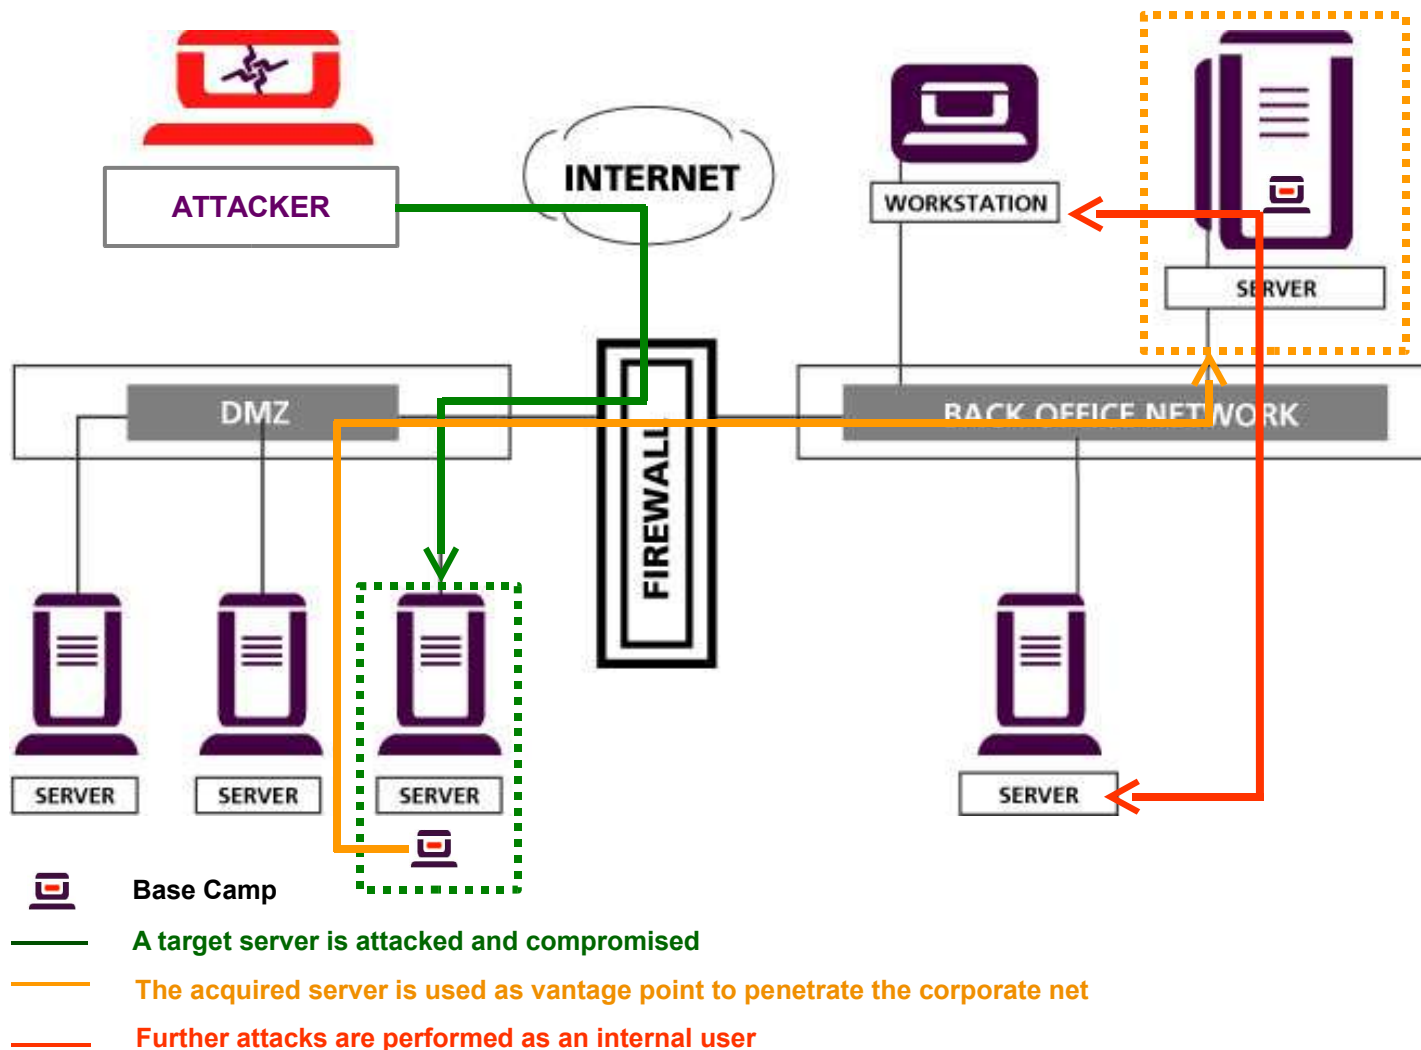 ATTACKER
INTERNET
WORKSTATION
SERVER
DMZ
FIREWALL
BACK OFFICE NETWORK
SERVER
SERVER
SERVER
SERVER
Base Camp
A target server is attacked and compromised
The acquired server is used as vantage point to penetrate the corporate net
Further attacks are performed as an internal user